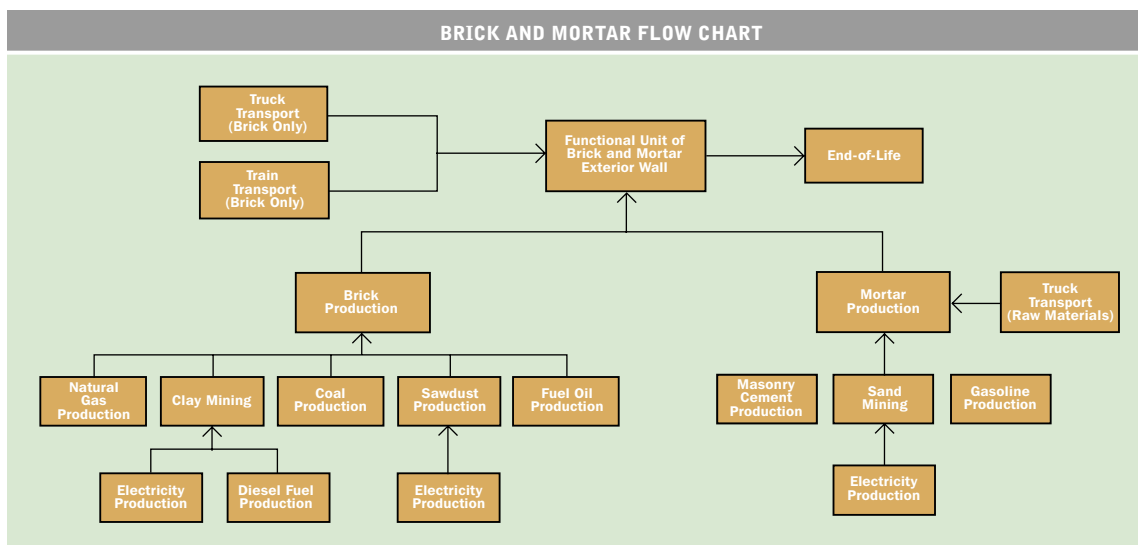 BRICK AND MORTAR FLOW CHART
Truck
Transport
(Brick Only)
Functional Unit of
Brick and Mortar
Exterior Wall
End-of-Life
Train
Transport
(Brick Only)
Brick
Production
Mortar
Production
Truck
Transport
(Raw Materials)
Natural
Gas
Production
Clay Mining
Coal
Production
Sawdust
Production
Fuel Oil
Production
Masonry
Cement
Production
Sand
Mining
Gasoline
Production
Electricity
Production
Diesel Fuel
Production
Electricity
Production
Electricity
Production